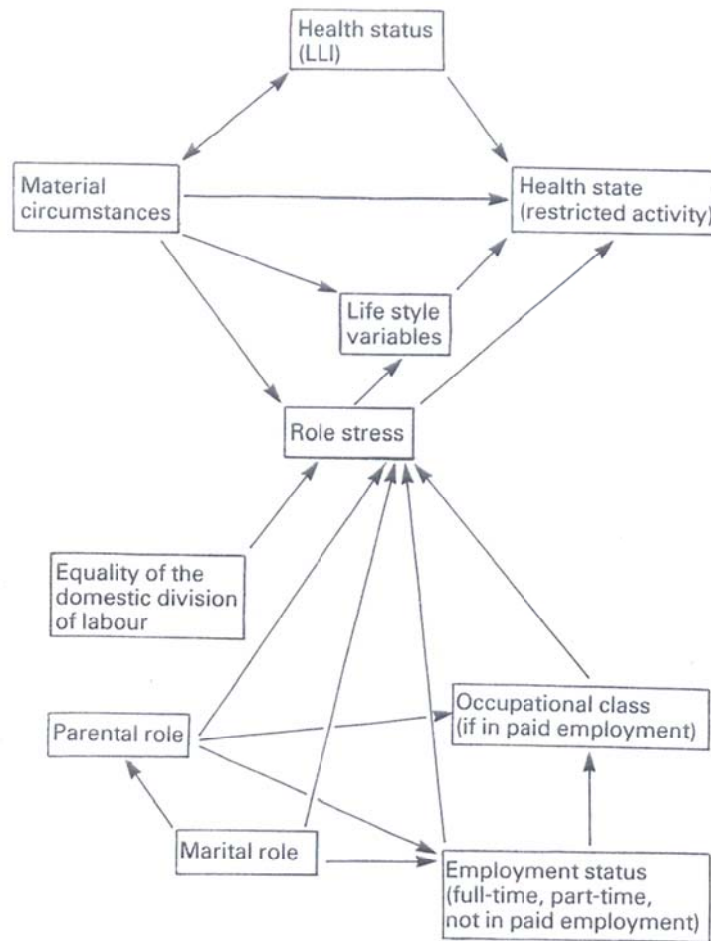 Health status
(LLI)
Material
circumstances
Health state
(restricted activity)
Life style
variables
Role stress
Equality of the
domestic division
of labour
Occupational class
(if in paid employment)
Parental role
Marital role
Employment status
(full-time, part-time,
not in paid employment)